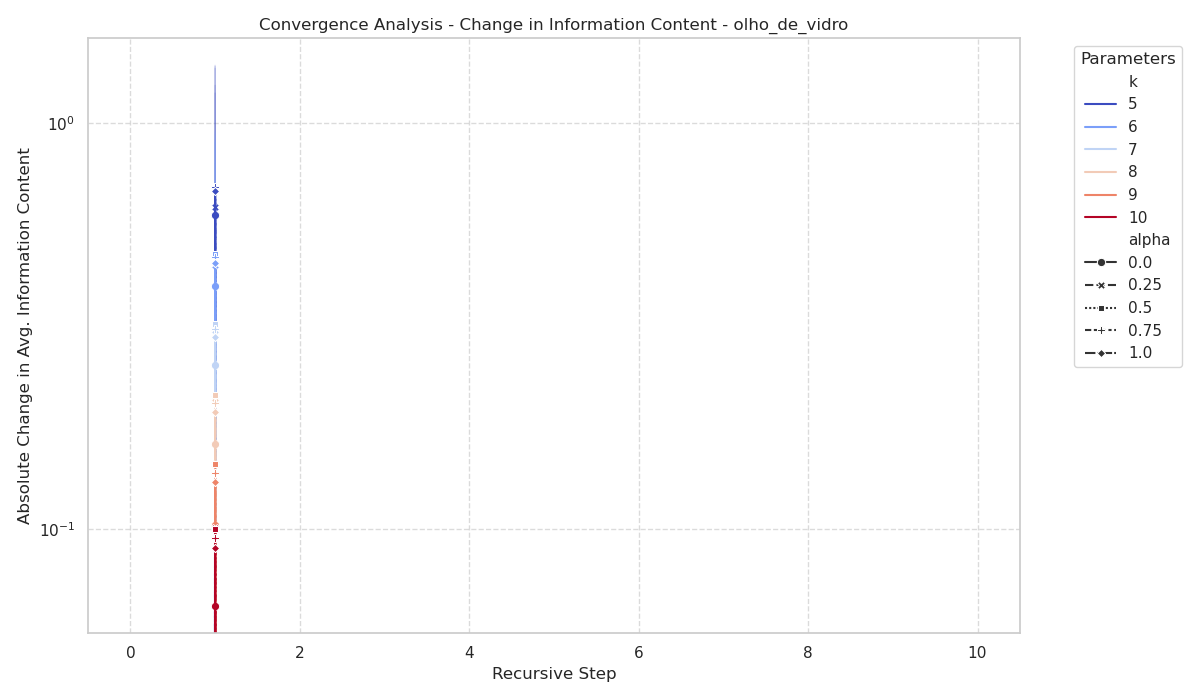 Convergence Analysis - Change in Information Content - olho_de_vidro
Absolute Change in Avg. Information Content
10⁰
10⁻¹
0 2 4 6 8 10
Recursive Step
Parameters
k
5
6
7
8
9
10
alpha
0.0
0.25
0.5
0.75
1.0